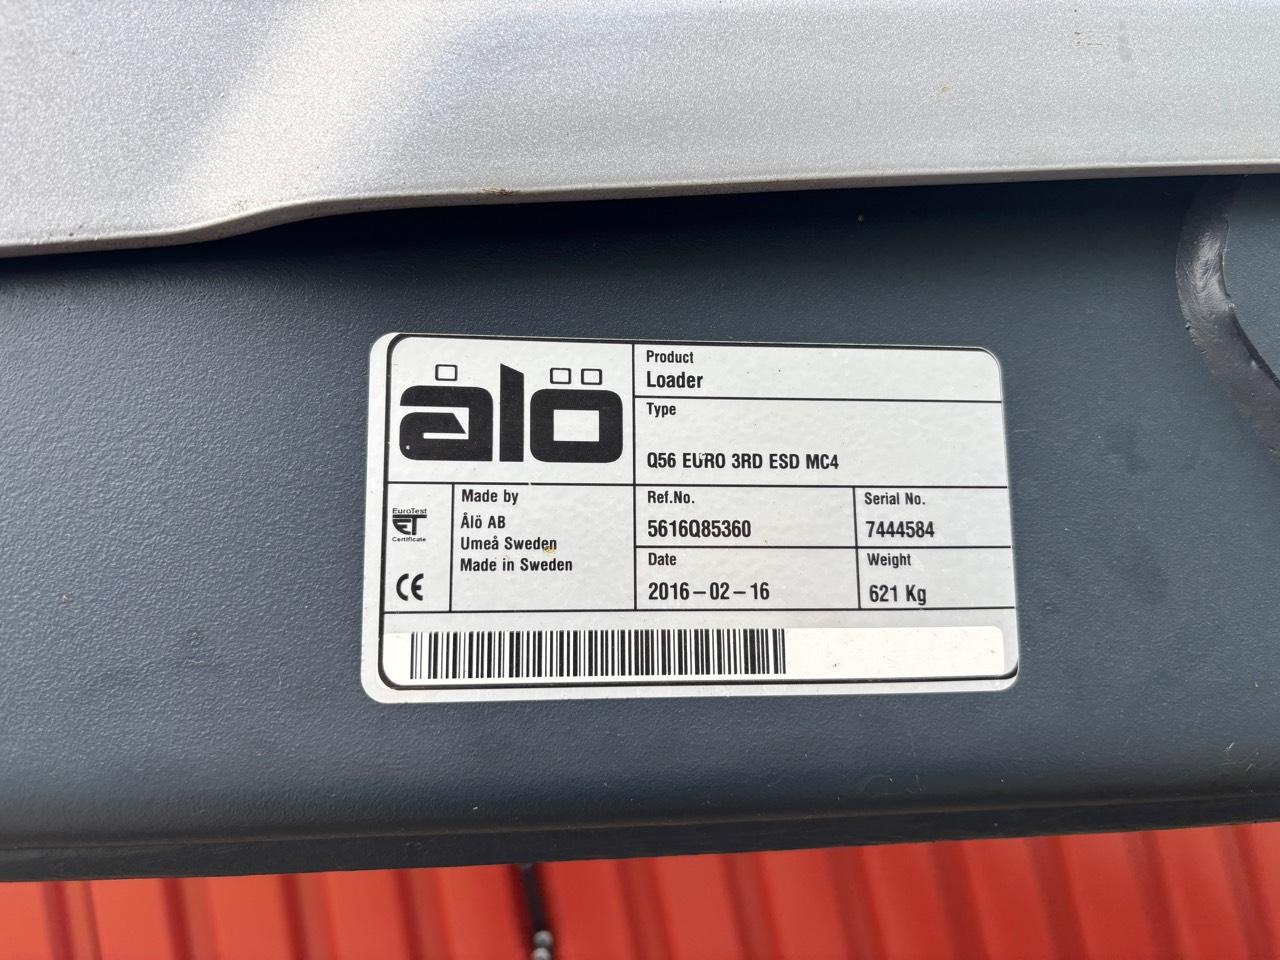 ålö
Product
Loader
Type
Q56 EURO 3RD ESD MC4
EuroTest
ET
Certificate
CE
Made by
Ålö AB
Umeå Sweden
Made in Sweden
Ref.No.
5616Q85360
Serial No.
7444584
Date
2016-02-16
Weight
621 Kg